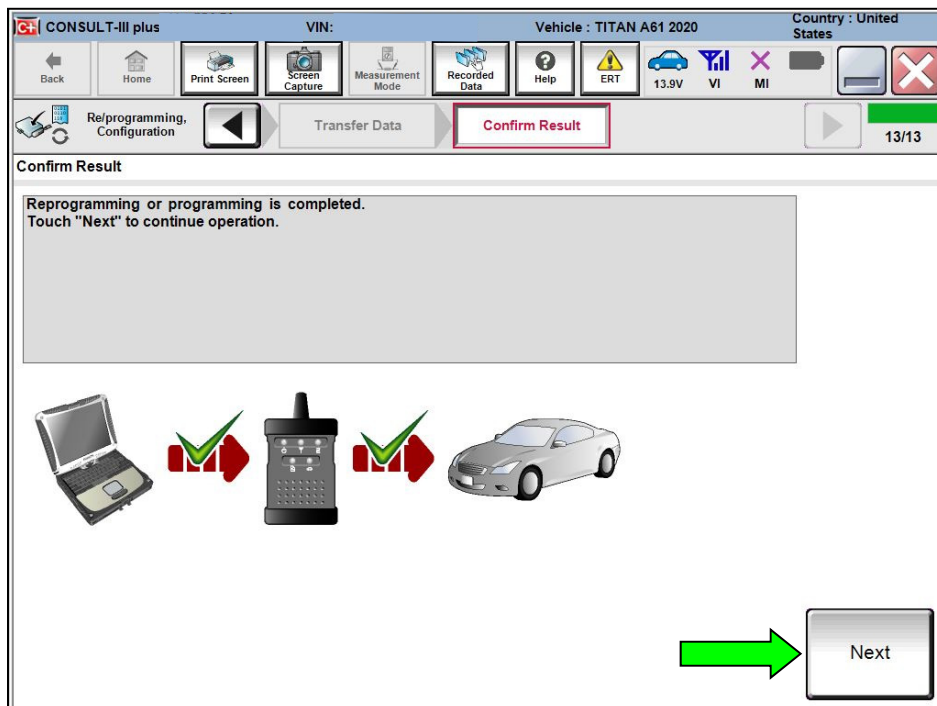 C+ CONSULT-III plus VIN: Vehicle : TITAN A61 2020 Country : United States
Back
Home
Print Screen
Screen Capture
Measurement Mode
Recorded Data
Help
ERT
13.9V
VI
MI
Re/programming, Configuration
Transfer Data
Confirm Result
13/13
Confirm Result
Reprogramming or programming is completed.
Touch "Next" to continue operation.
Next